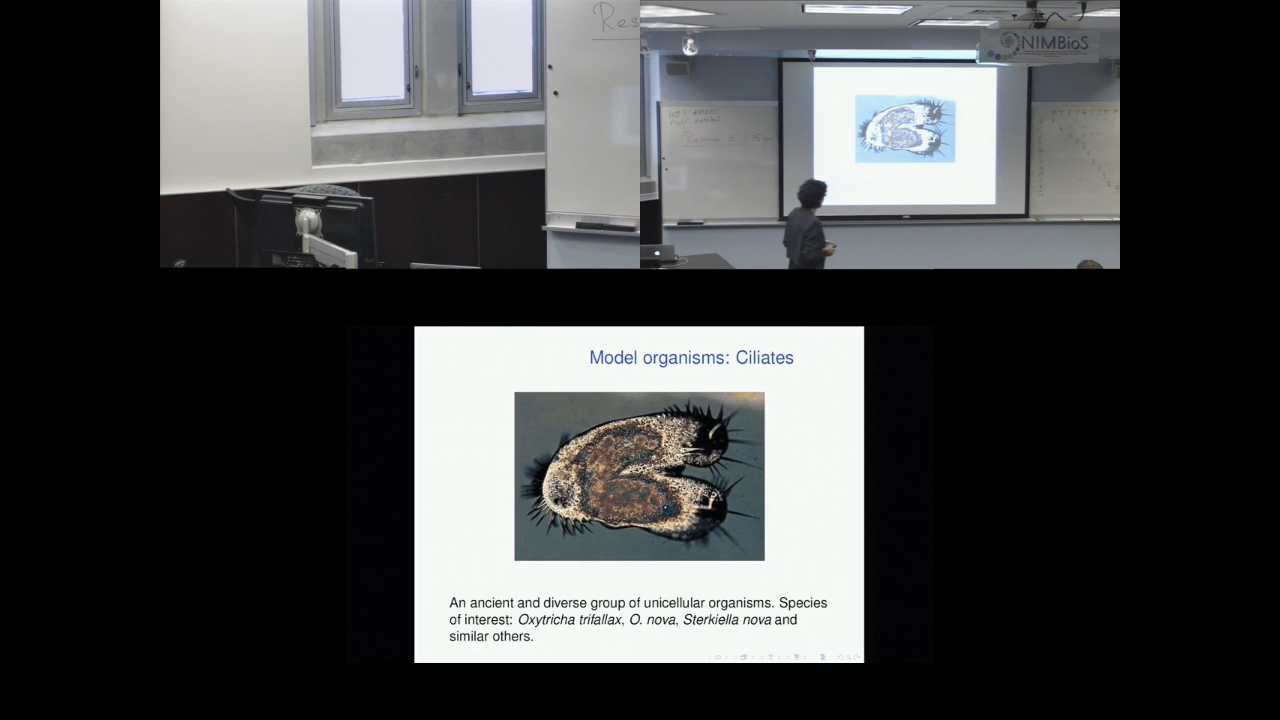 Res
NIMBioS
Model organisms: Ciliates
An ancient and diverse group of unicellular organisms. Species
of interest: Oxytricha trifallax, O. nova, Sterkiella nova and
similar others.